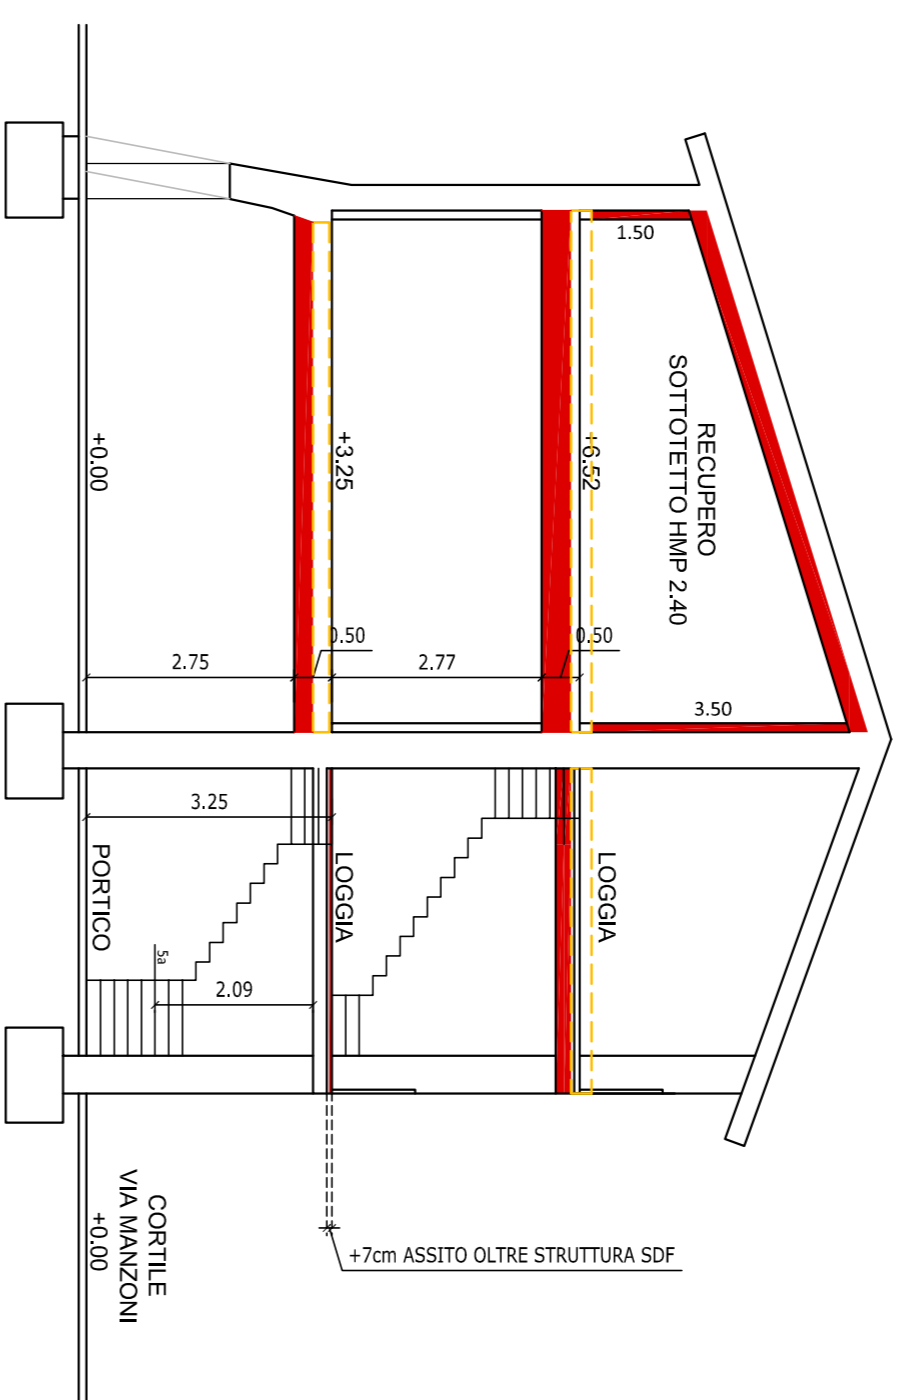 1.50
RECUPERO
SOTTOTETTO HMP 2.40
+0.00
+3.25
+6.52
0.50
0.50
2.75
2.77
3.50
3.25
PORTICO
LOGGIA
LOGGIA
5a
2.09
CORTILE
VIA MANZONI
+0.00
+7cm ASSITO OLTRE STRUTTURA SDF